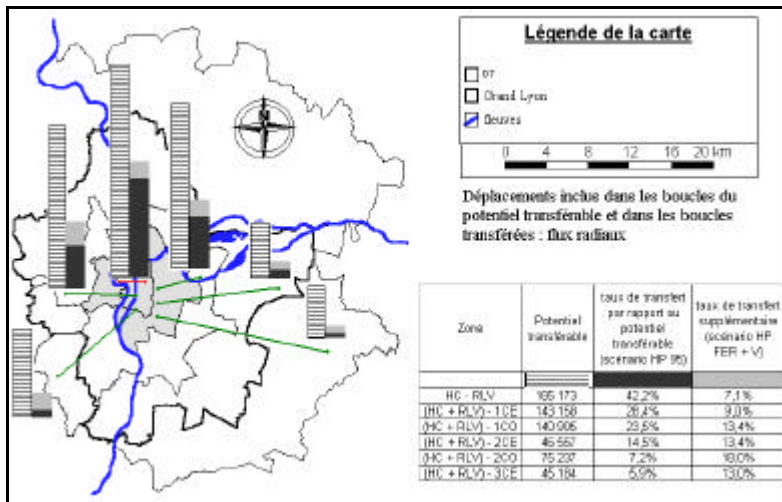 N
Légende de la carte
DT
Grand Lyon
fleuves
0 4 8 12 16 20 km
Déplacements inclus dans les boucles du
potentiel transférable et dans les boucles
transférées : flux radiaux
Zone
Potentiel
transférable
taux de transfert
par rapport au
potentiel
transférable
(scénario HP 95)
taux de transfert
supplémentaire
(scénario HP
FER + V)
HC - RLV 185 173 42,2% 7,1%
(HC + RLV) - 1CE 143 158 28,4% 9,0%
(HC + RLV) - 1CO 140 906 23,5% 13,4%
(HC + RLV) - 2CE 46 557 14,5% 13,4%
(HC + RLV) - 2CO 75 237 7,2% 18,0%
(HC + RLV) - 3CE 45 184 5,9% 13,0%